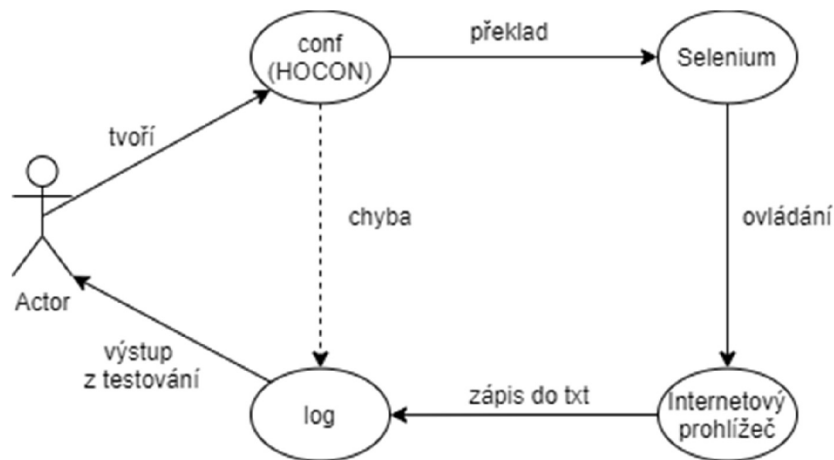 conf
(HOCON)
překlad
Selenium
tvoří
chyba
ovládání
Actor
výstup
z testování
log
zápis do txt
Internetový
prohlížeč